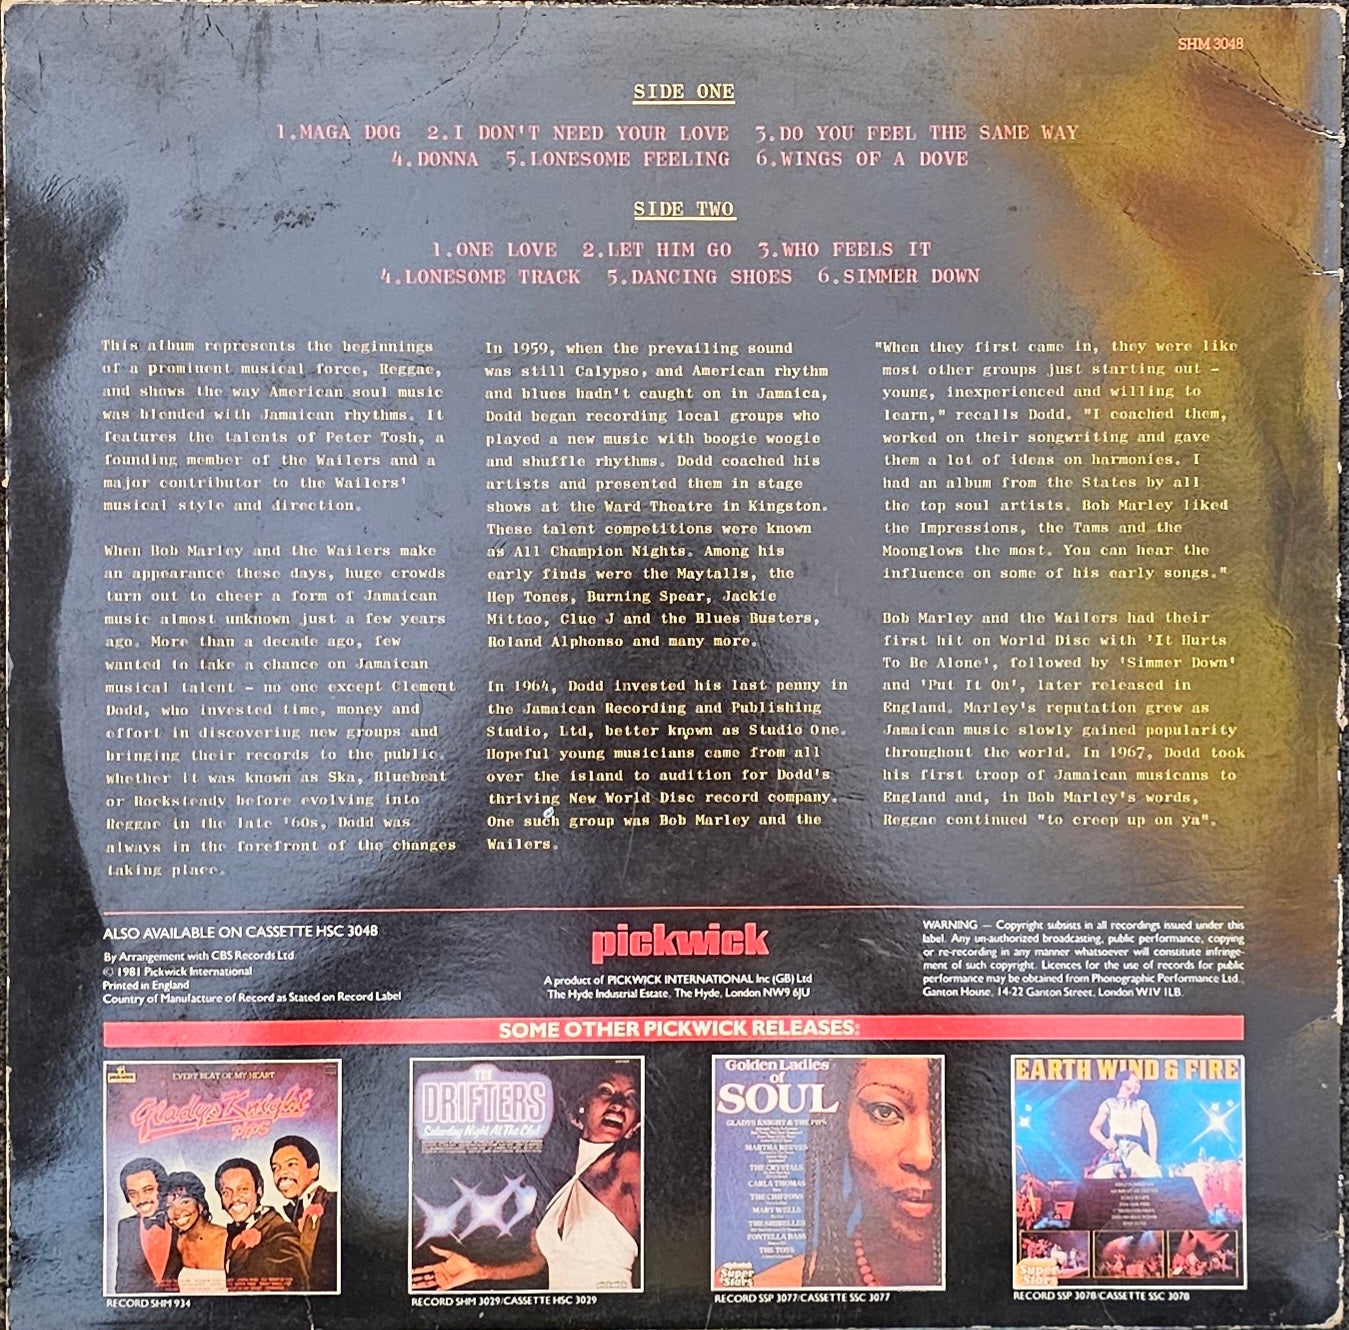 SHM 3048
SIDE ONE
1.MAGA DOG 2.I DON'T NEED YOUR LOVE 3.DO YOU FEEL THE SAME WAY
4.DONNA 5.LONESOME FEELING 6.WINGS OF A DOVE
SIDE TWO
1.ONE LOVE 2.LET HIM GO 3.WHO FEELS IT
4.LONESOME TRACK 5.DANCING SHOES 6.SIMMER DOWN
This album represents the beginnings
of a prominent musical force, Reggae,
and shows the way American soul music
was blended with Jamaican rhythms. It
features the talents of Peter Tosh, a
founding member of the Wailers and a
major contributor to the Wailers'
musical style and direction.
When Bob Marley and the Wailers make
an appearance these days, huge crowds
turn out to cheer a form of Jamaican
music almost unknown just a few years
ago. More than a decade ago, few
wanted to take a chance on Jamaican
musical talent - no one except Clement
Dodd, who invested time, money and
effort in discovering new groups and
bringing their records to the public.
Whether it was known as Ska, Bluebeat
or Rocksteady before evolving into
Reggae in the late '60s, Dodd was
always in the forefront of the changes
taking place.
In 1959, when the prevailing sound
was still Calypso, and American rhythm
and blues hadn't caught on in Jamaica,
Dodd began recording local groups who
played a new music with boogie woogie
and shuffle rhythms. Dodd coached his
artists and presented them in stage
shows at the Ward Theatre in Kingston.
These talent competitions were known
as All Champion Nights. Among his
early finds were the Maytalls, the
Hep Tones, Burning Spear, Jackie
Mittoo, Clue J and the Blues Busters,
Roland Alphonso and many more.
In 1964, Dodd invested his last penny in
the Jamaican Recording and Publishing
Studio, Ltd, better known as Studio One.
Hopeful young musicians came from all
over the island to audition for Dodd's
thriving New World Disc record company.
One such group was Bob Marley and the
Wailers.
"When they first came in, they were like
most other groups just starting out -
young, inexperienced and willing to
learn," recalls Dodd. "I coached them,
worked on their songwriting and gave
them a lot of ideas on harmonies. I
had an album from the States by all
the top soul artists. Bob Marley liked
the Impressions, the Tams and the
Moonglows the most. You can hear the
influence on some of his early songs."
Bob Marley and the Wailers had their
first hit on World Disc with 'It Hurts
To Be Alone', followed by 'Simmer Down'
and 'Put It On', later released in
England. Marley's reputation grew as
Jamaican music slowly gained popularity
throughout the world. In 1967, Dodd took
his first troop of Jamaican musicans to
England and, in Bob Marley's words,
Reggae continued "to creep up on ya".
ALSO AVAILABLE ON CASSETTE HSC 3048
By Arrangement with CBS Records Ltd
© 1981 Pickwick International
Printed in England
Country of Manufacture of Record as Stated on Record Label
pickwick
A product of PICKWICK INTERNATIONAL Inc (GB) Ltd
The Hyde Industrial Estate, The Hyde, London NW9 6JU
WARNING — Copyright subsists in all recordings issued under this
label. Any un-authorized broadcasting, public performance, copying
or re-recording in any manner whatsoever will constitute infringe-
ment of such copyright. Licences for the use of records for public
performance may be obtained from Phonographic Performance Ltd.,
Ganton House, 14-22 Ganton Street, London W1V 1LB.
SOME OTHER PICKWICK RELEASES:
EVERY BEAT OF MY HEART
Gladys Knight
PIPS
RECORD SHM 934
THE
DRIFTERS
Saturday Night At The Club
RECORD SHM 3029/CASSETTE HSC 3029
Golden Ladies
of
SOUL
GLADYS KNIGHT & THE PIPS
MARTHA REEVES
THE CRYSTALS
CARLA THOMAS
THE CHIFFONS
MARY WELLS
THE SHIRELLES
FONTELLA BASS
THE TOYS
Super
Stars
RECORD SSP 3077/CASSETTE SSC 3077
EARTH WIND & FIRE
Super
Stars
RECORD SSP 3078/CASSETTE SSC 3078